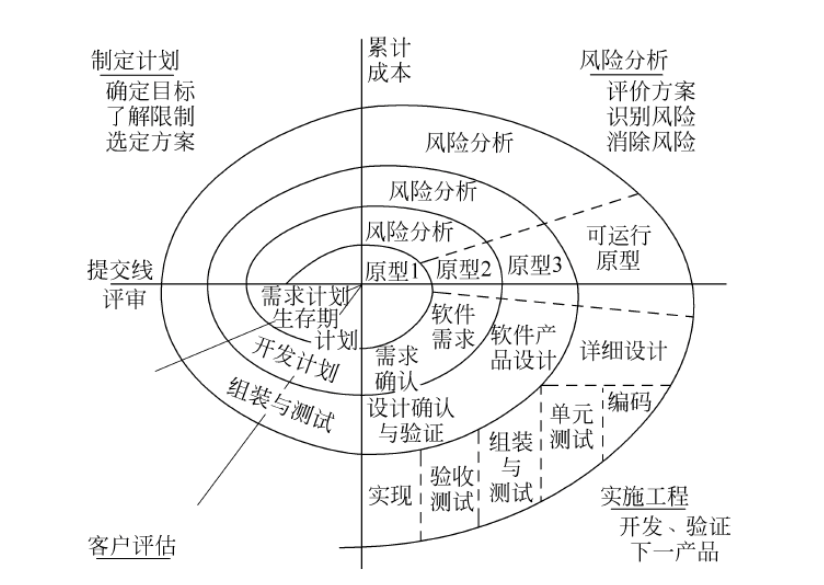 制定计划
确定目标
了解限制
选定方案
累计
成本
风险分析
评价方案
识别风险
消除风险
风险分析
风险分析
风险分析
可运行
原型
原型1
原型2
原型3
提交线
评审
需求计划
生存期
计划
开发计划
组装与测试
软件
需求
需求
确认
软件产
品设计
详细设计
设计确认
与验证
编码
单元
测试
组装
与
测试
验收
测试
实现
实施工程
开发、验证
下一产品
客户评估